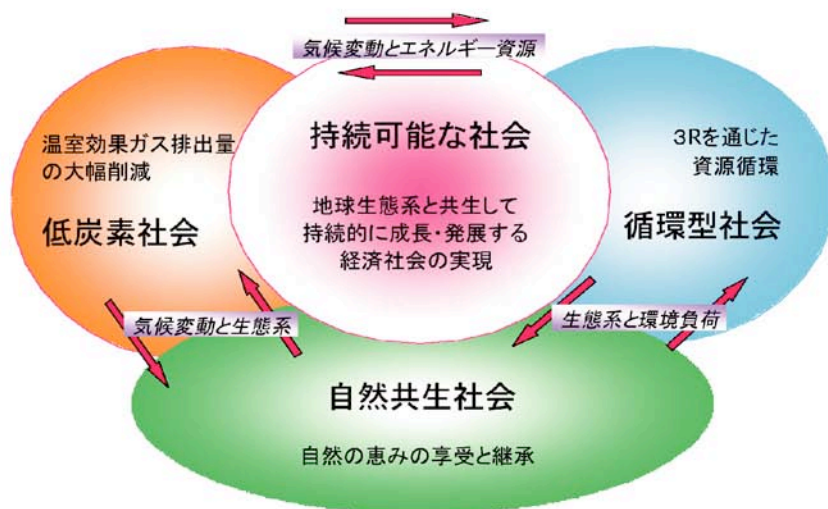 気候変動とエネルギー資源
持続可能な社会
地球生態系と共生して
持続的に成長・発展する
経済社会の実現
温室効果ガス排出量
の大幅削減
低炭素社会
3Rを通じた
資源循環
循環型社会
気候変動と生態系
生態系と環境負荷
自然共生社会
自然の恵みの享受と継承